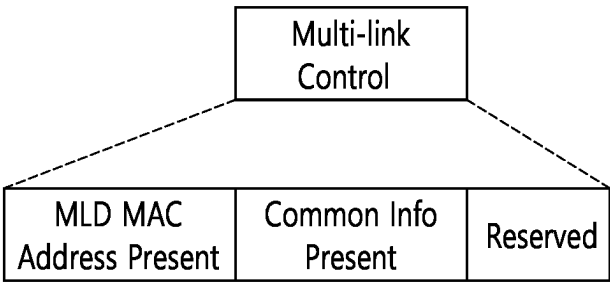 Multi-link
Control
MLD MAC
Address Present
Common Info
Present
Reserved